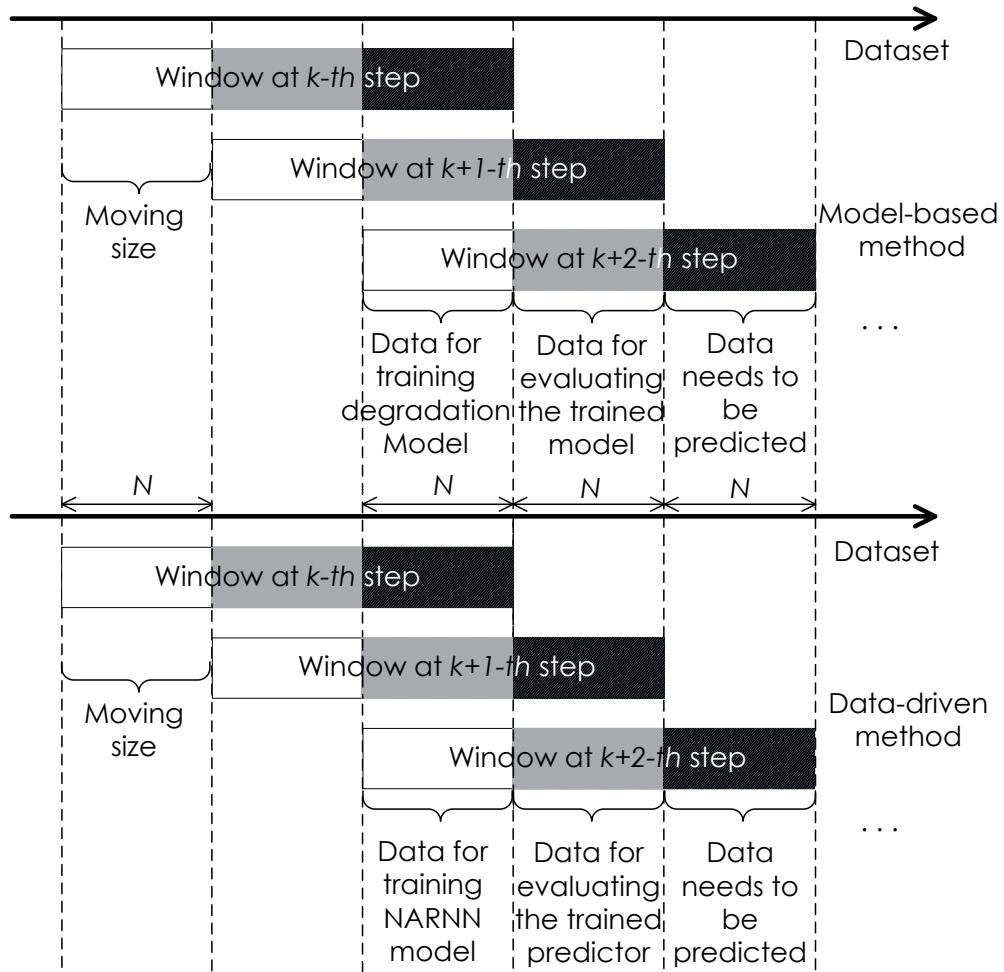 Dataset
Window at k-th step
Window at k+1-th step
Moving
size
Model-based
method
Window at k+2-th step
. . .
Data for
training
degradation
Model
Data for
evaluating
the trained
model
Data
needs to
be
predicted
N
N
N
N
Dataset
Window at k-th step
Window at k+1-th step
Moving
size
Data-driven
method
Window at k+2-th step
. . .
Data for
training
NARNN
model
Data for
evaluating
the trained
predictor
Data
needs to
be
predicted